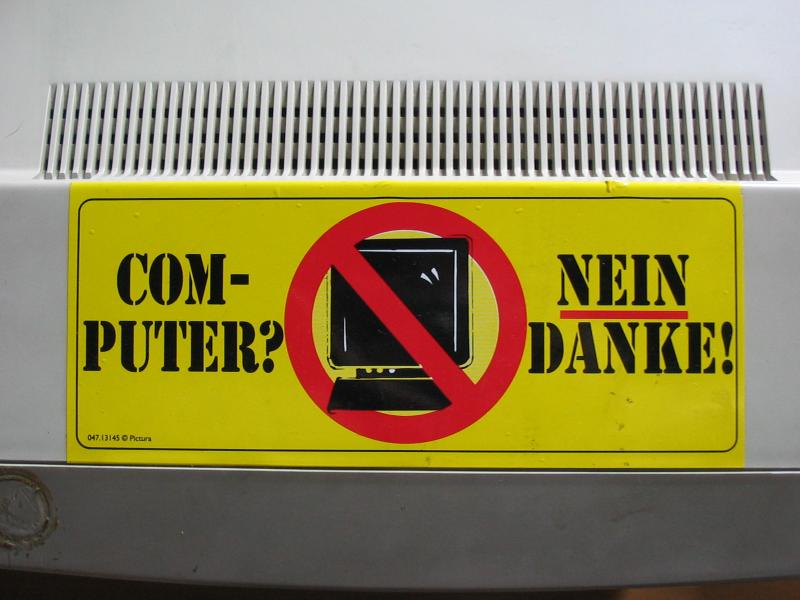 COM-
PUTER?
NEIN
DANKE!
047.13145 © Pictura